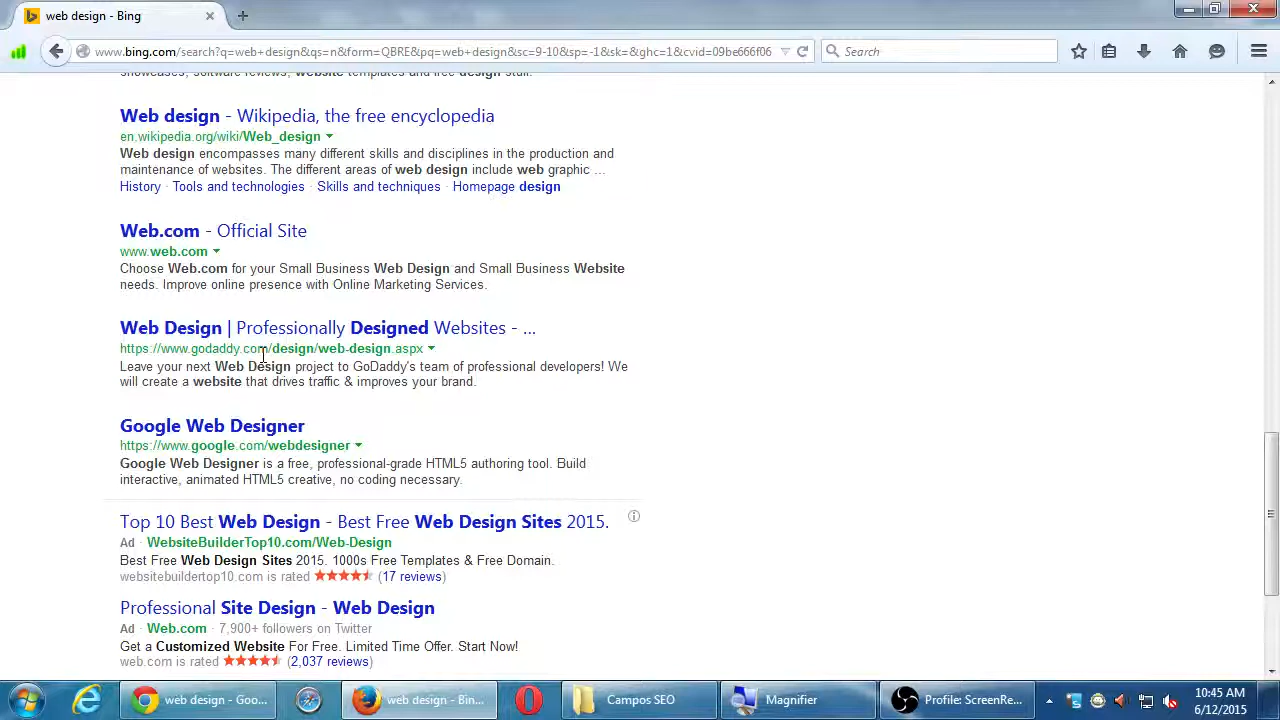 web design - Bing
www.bing.com/search?q=web+design&qs=n&form=QBRE&pq=web+design&sc=9-10&sp=-1&sk=&ghc=1&cvid=09be666f06
Search
showcases, software reviews, website templates and free design stuff.
Web design - Wikipedia, the free encyclopedia
en.wikipedia.org/wiki/Web_design
Web design encompasses many different skills and disciplines in the production and
maintenance of websites. The different areas of web design include web graphic ...
History · Tools and technologies · Skills and techniques · Homepage design
Web.com - Official Site
www.web.com
Choose Web.com for your Small Business Web Design and Small Business Website
needs. Improve online presence with Online Marketing Services.
Web Design | Professionally Designed Websites - ...
https://www.godaddy.com/design/web-design.aspx
Leave your next Web Design project to GoDaddy's team of professional developers! We
will create a website that drives traffic & improves your brand.
Google Web Designer
https://www.google.com/webdesigner
Google Web Designer is a free, professional-grade HTML5 authoring tool. Build
interactive, animated HTML5 creative, no coding necessary.
Top 10 Best Web Design - Best Free Web Design Sites 2015.
Ad · WebsiteBuilderTop10.com/Web-Design
Best Free Web Design Sites 2015. 1000s Free Templates & Free Domain.
websitebuildertop10.com is rated (17 reviews)
Professional Site Design - Web Design
Ad · Web.com · 7,900+ followers on Twitter
Get a Customized Website For Free. Limited Time Offer. Start Now!
web.com is rated (2,037 reviews)
web design - Goo...
web design - Bin...
Campos SEO
Magnifier
Profile: ScreenRe...
10:45 AM
6/12/2015